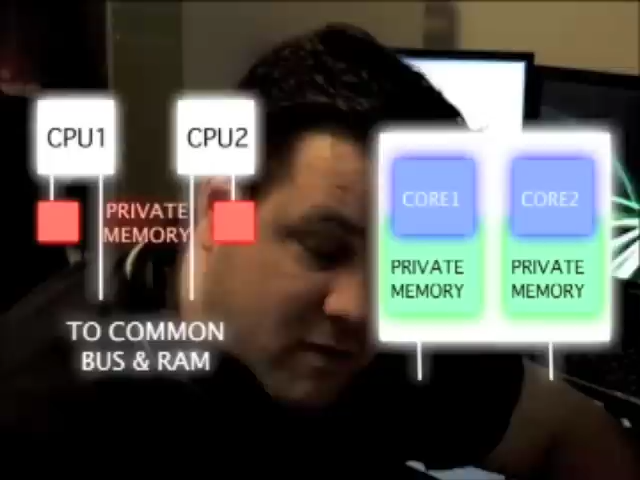 CPU1
CPU2
PRIVATE
MEMORY
TO COMMON
BUS & RAM
CORE1
CORE2
PRIVATE
MEMORY
PRIVATE
MEMORY